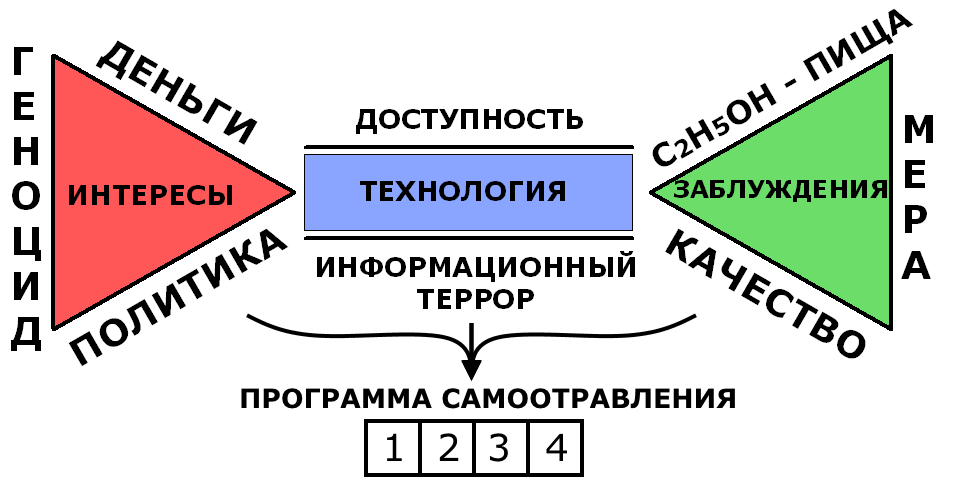 ГЕНОЦИД
ДЕНЬГИ
ИНТЕРЕСЫ
ПОЛИТИКА
ДОСТУПНОСТЬ
ТЕХНОЛОГИЯ
ИНФОРМАЦИОННЫЙ
ТЕРРОР
C₂H₅OH - ПИЩА
ЗАБЛУЖДЕНИЯ
КАЧЕСТВО
МЕРА
ПРОГРАММА САМООТРАВЛЕНИЯ
1 2 3 4